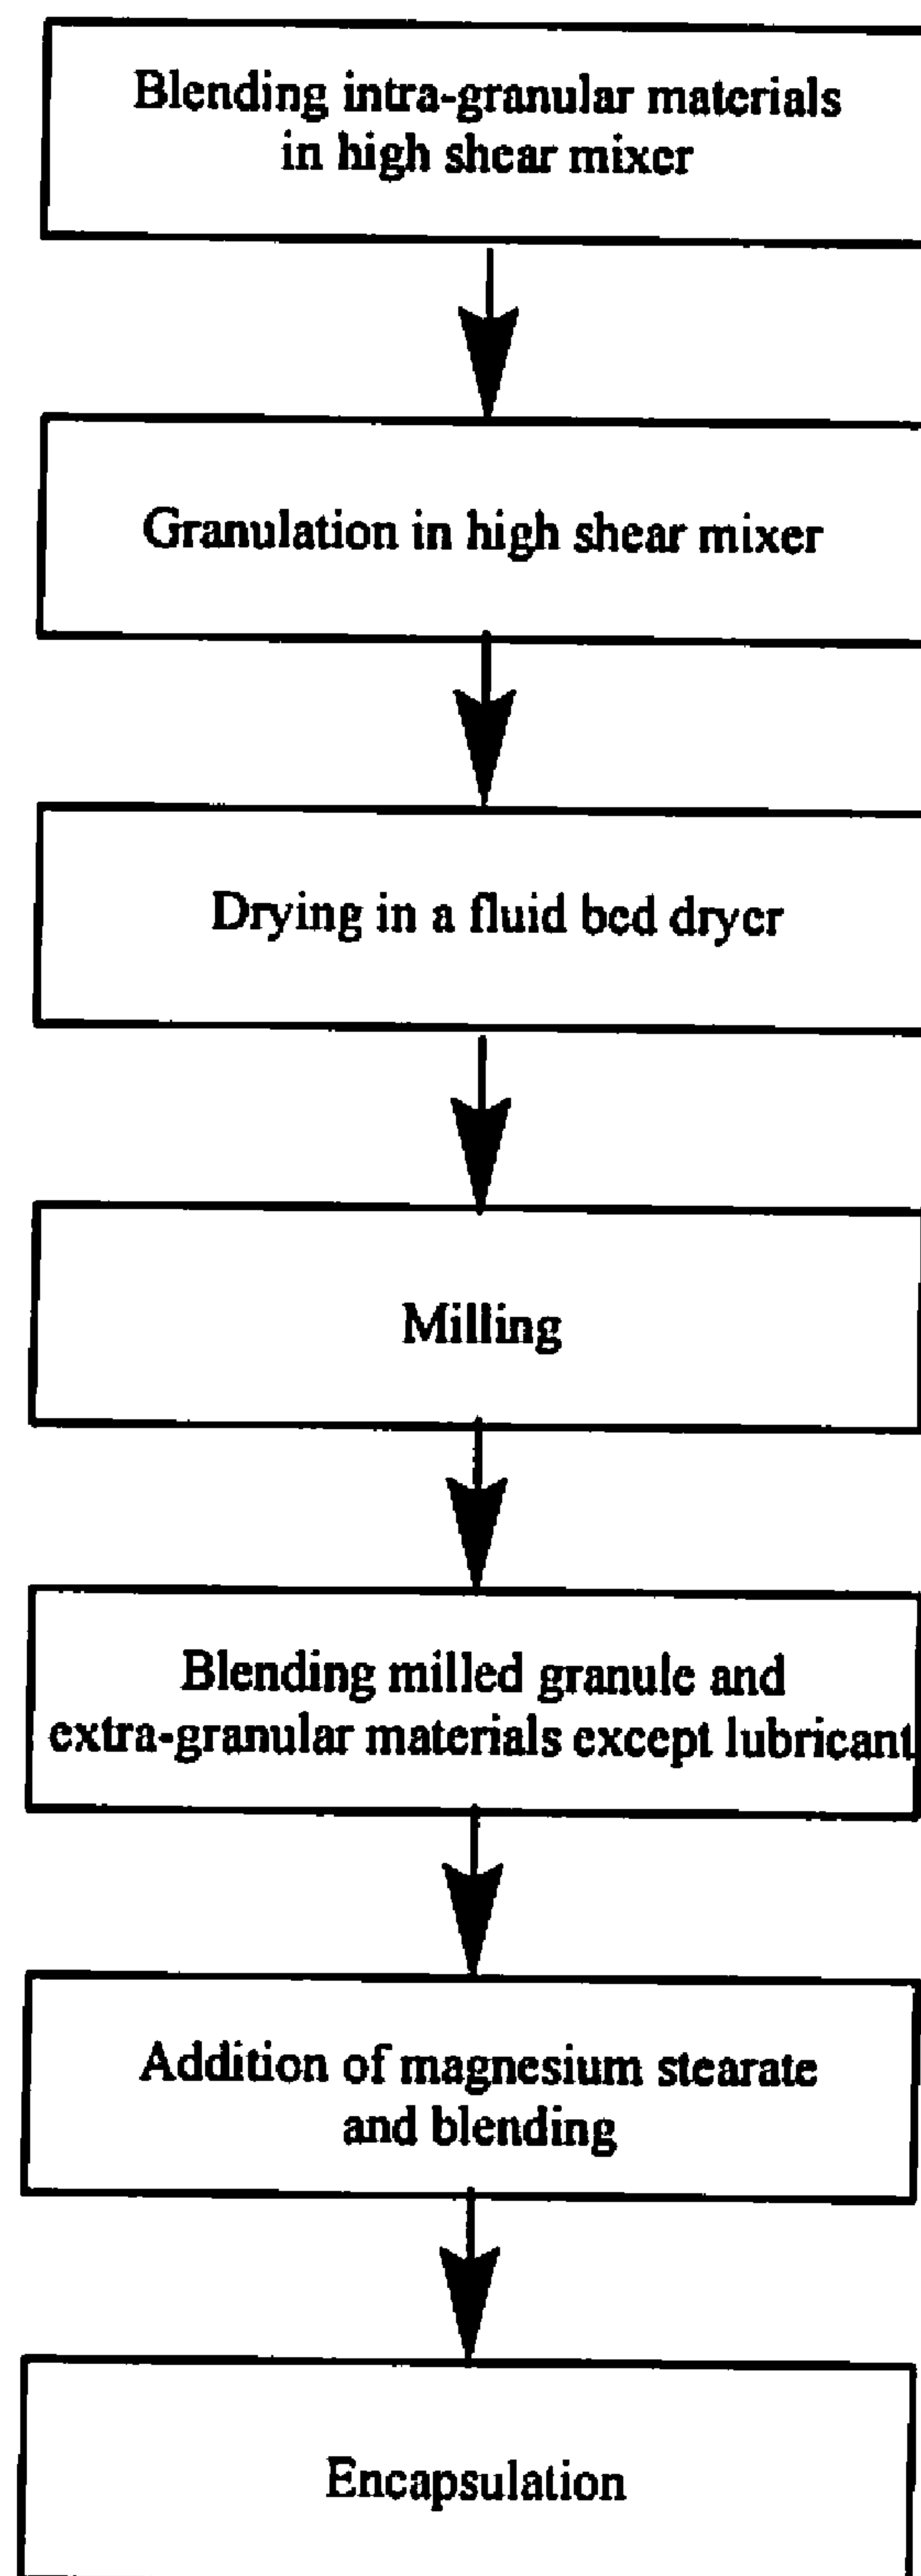 Blending intra-granular materials
in high shear mixer
Granulation in high shear mixer
Drying in a fluid bed dryer
Milling
Blending milled granule and
extra-granular materials except lubricant
Addition of magnesium stearate
and blending
Encapsulation